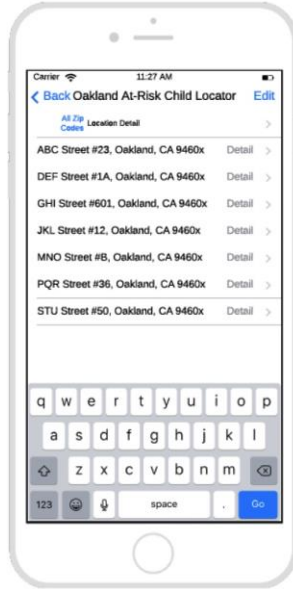 Carrier 11:27 AM
Back Oakland At-Risk Child Locator Edit
All Zip Codes Location Detail
ABC Street #23, Oakland, CA 9460x Detail
DEF Street #1A, Oakland, CA 9460x Detail
GHI Street #601, Oakland, CA 9460x Detail
JKL Street #12, Oakland, CA 9460x Detail
MNO Street #B, Oakland, CA 9460x Detail
PQR Street #36, Oakland, CA 9460x Detail
STU Street #50, Oakland, CA 9460x Detail
q w e r t y u i o p
a s d f g h j k l
z x c v b n m
123 space . Go